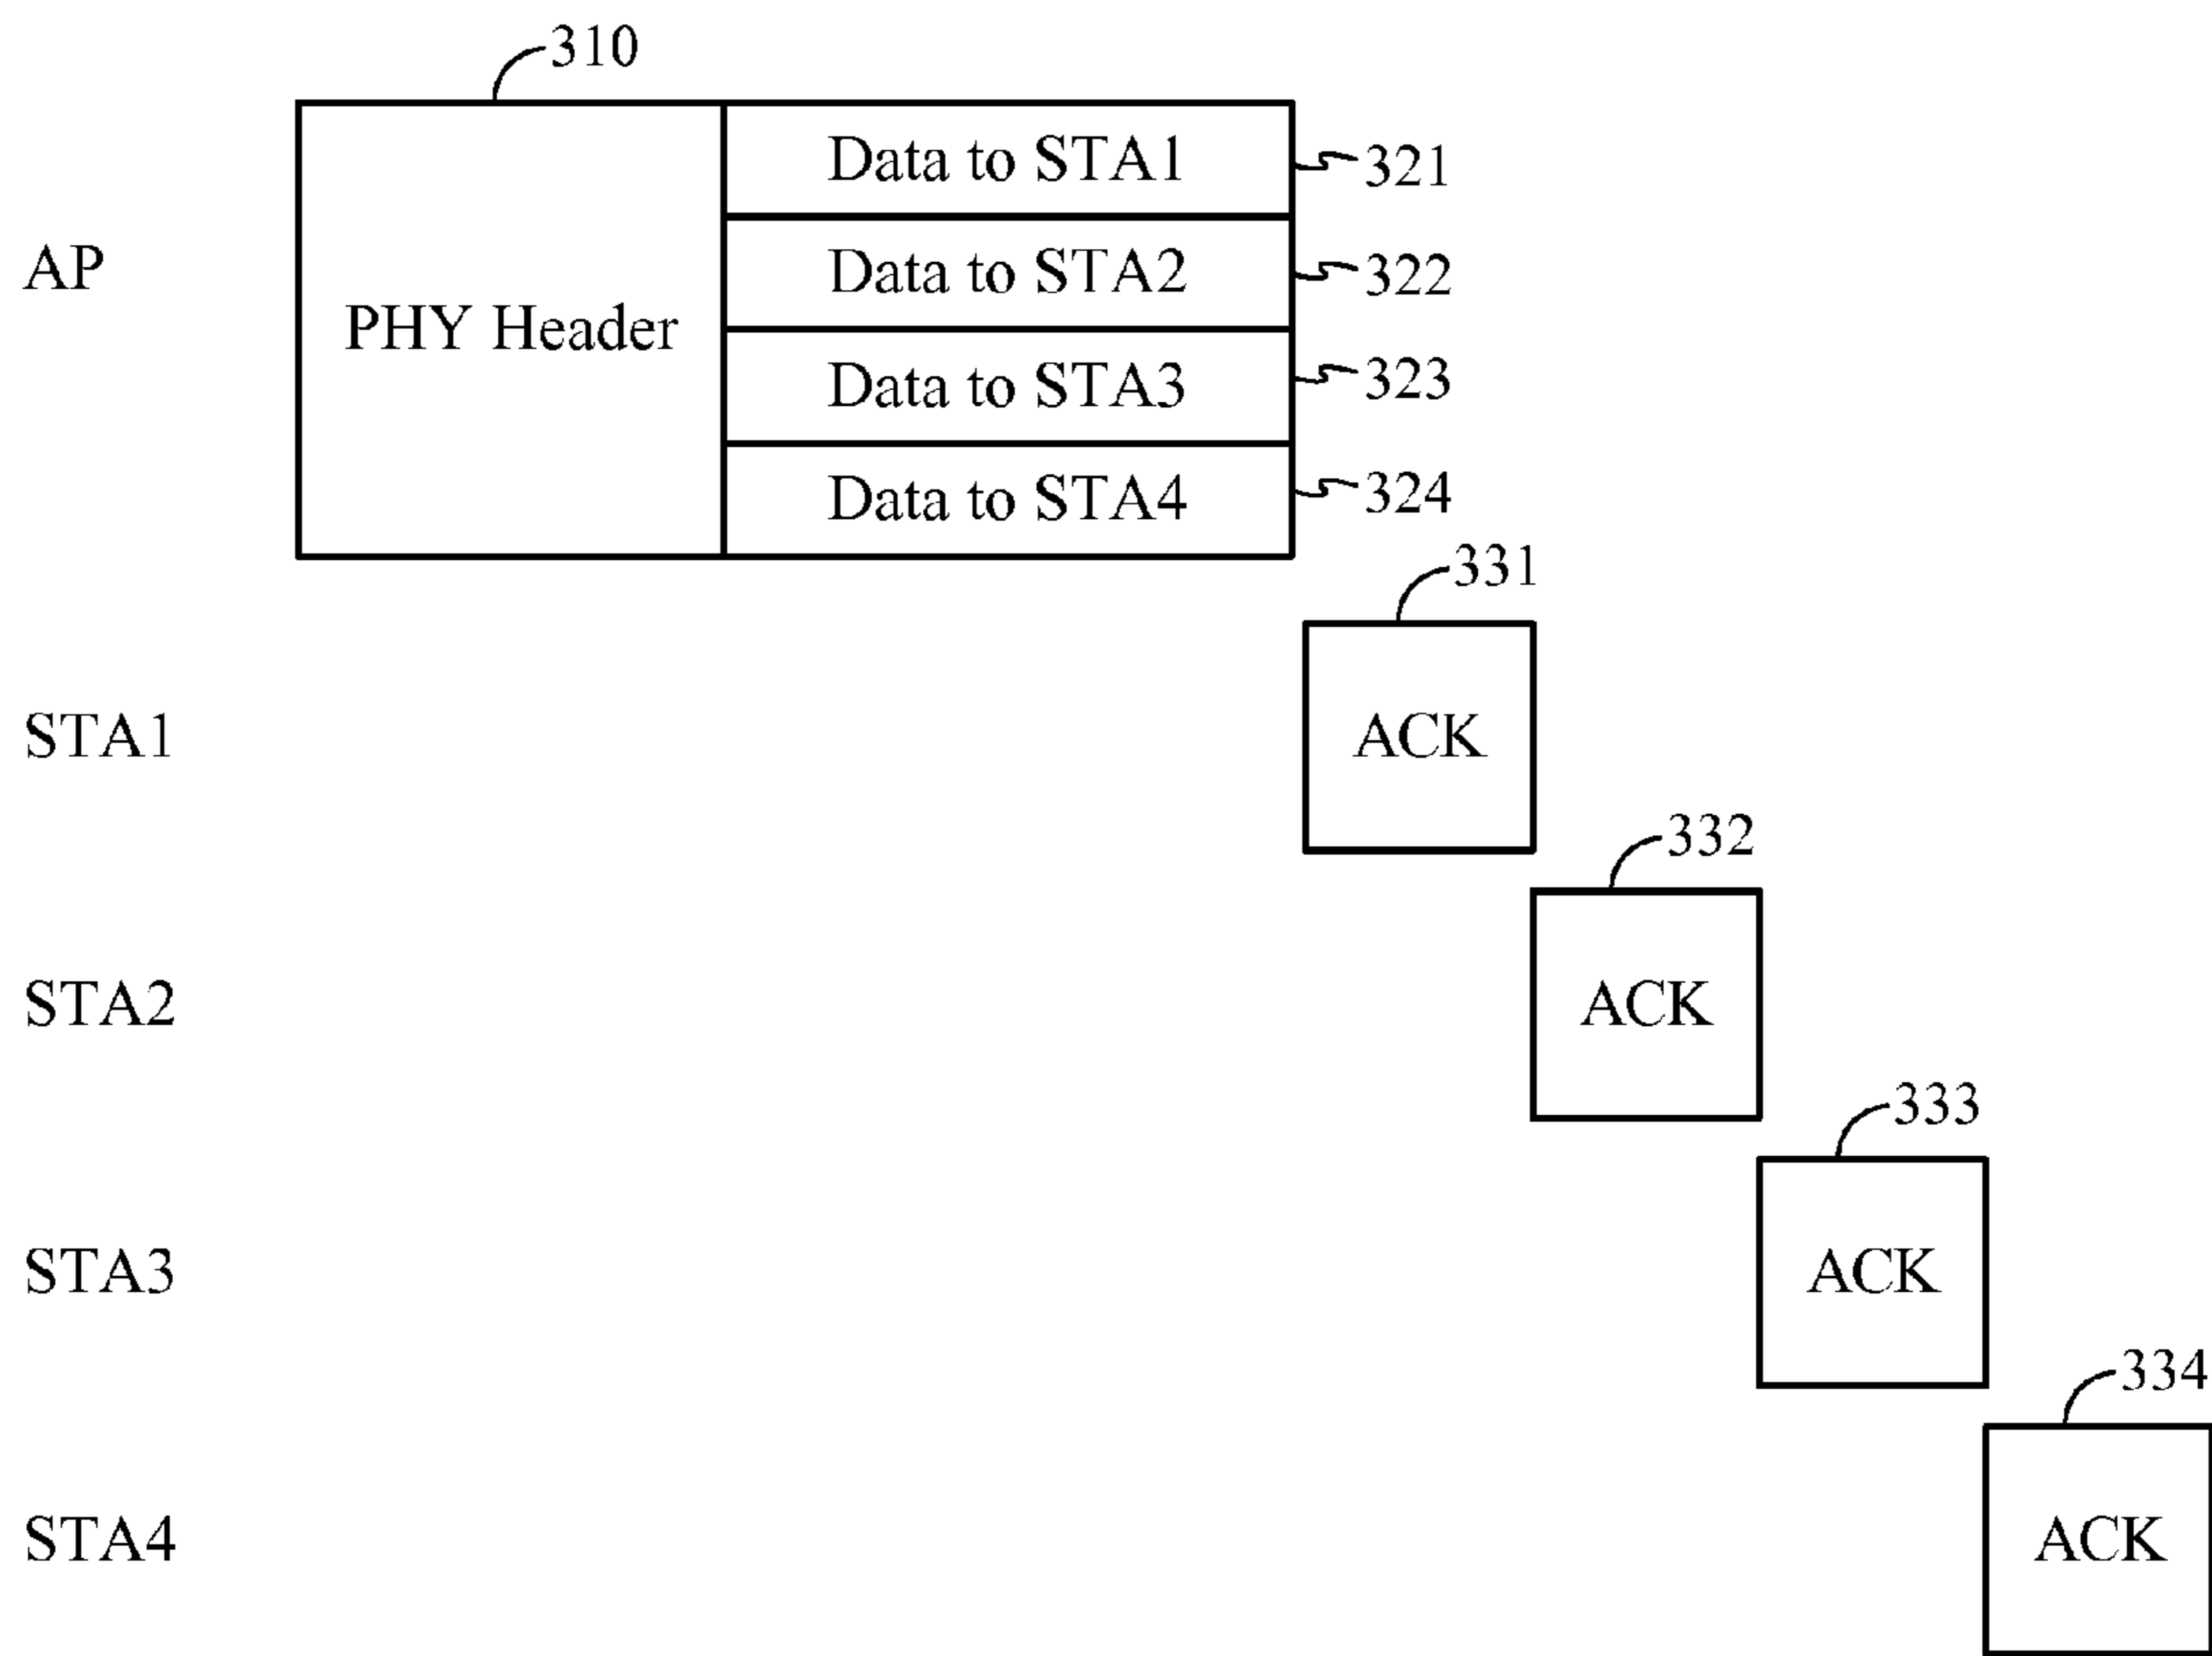 310
Data to STA1
321
AP
Data to STA2
322
PHY Header
Data to STA3
323
Data to STA4
324
331
STA1
ACK
332
STA2
ACK
333
STA3
ACK
334
STA4
ACK